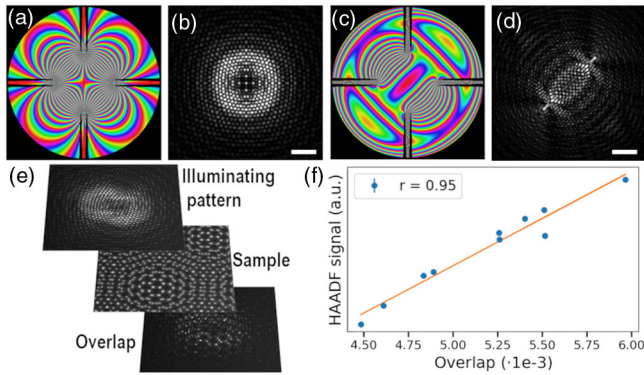 (a)
(b)
(c)
(d)
(e)
Illuminating
pattern
Sample
Overlap
(f)
r = 0.95
HAADF signal (a.u.)
4.50 4.75 5.00 5.25 5.50 5.75 6.00
Overlap (·1e-3)